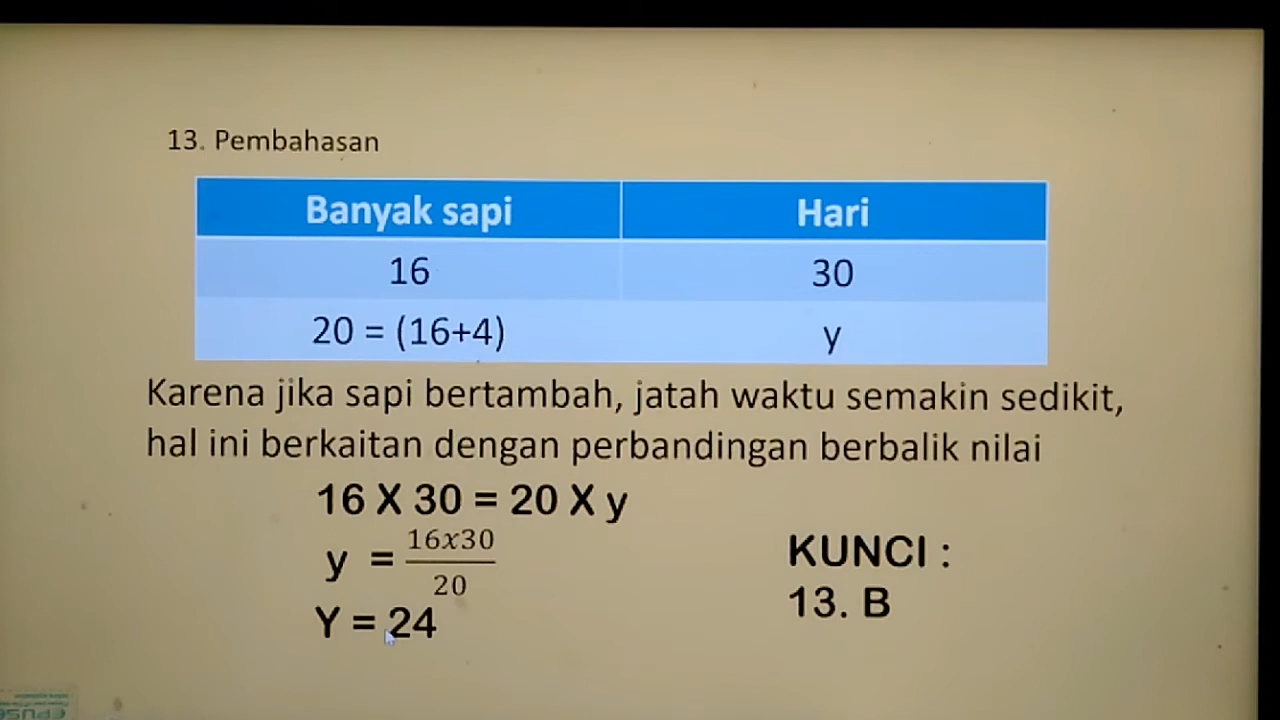 13. Pembahasan
Banyak sapi Hari
16 30
20 = (16+4) y
Karena jika sapi bertambah, jatah waktu semakin sedikit,
hal ini berkaitan dengan perbandingan berbalik nilai
16 X 30 = 20 X y
y = 16x30
20
Y = 24
KUNCI :
13. B